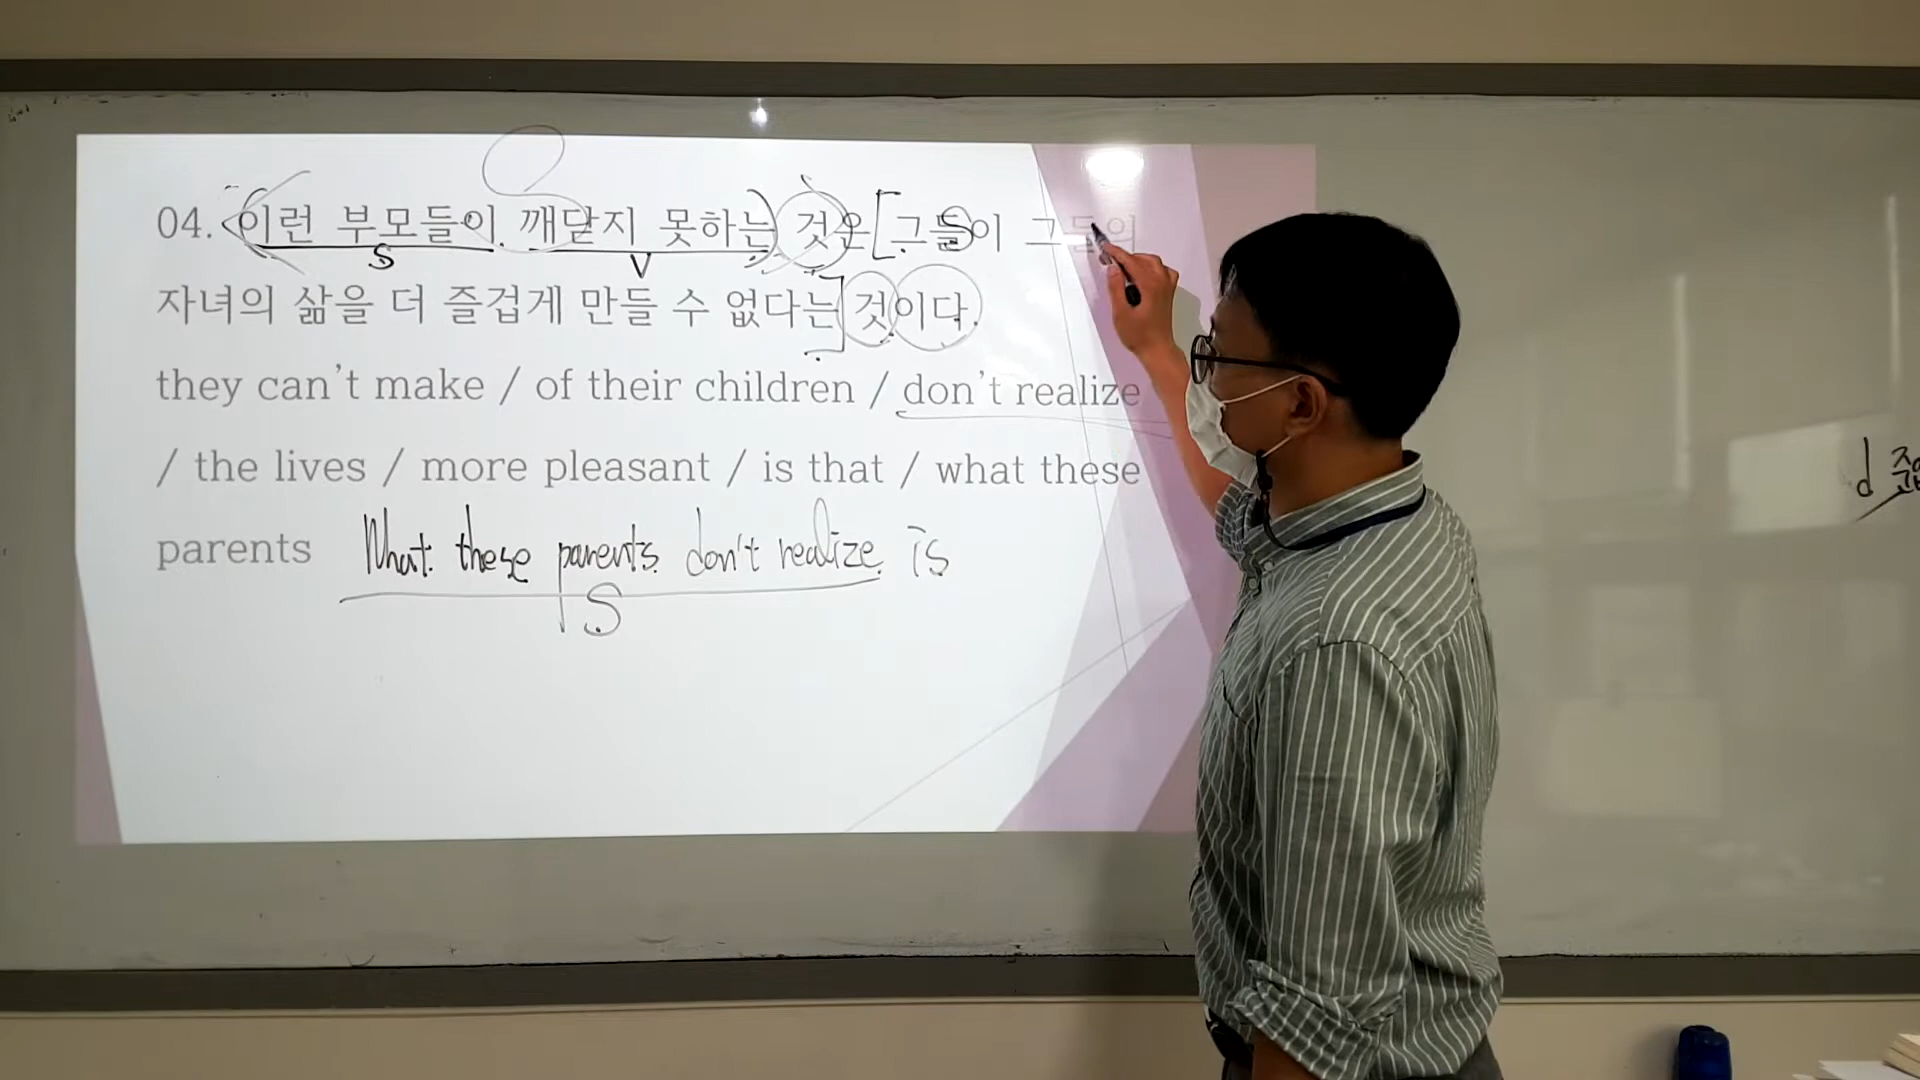 04. 이런 부모들이 깨닫지 못하는 것은 그들이 그들의
S V
자녀의 삶을 더 즐겁게 만들 수 없다는 것이다.
they can't make / of their children / don't realize
/ the lives / more pleasant / is that / what these
parents What these parents don't realize is
S
d